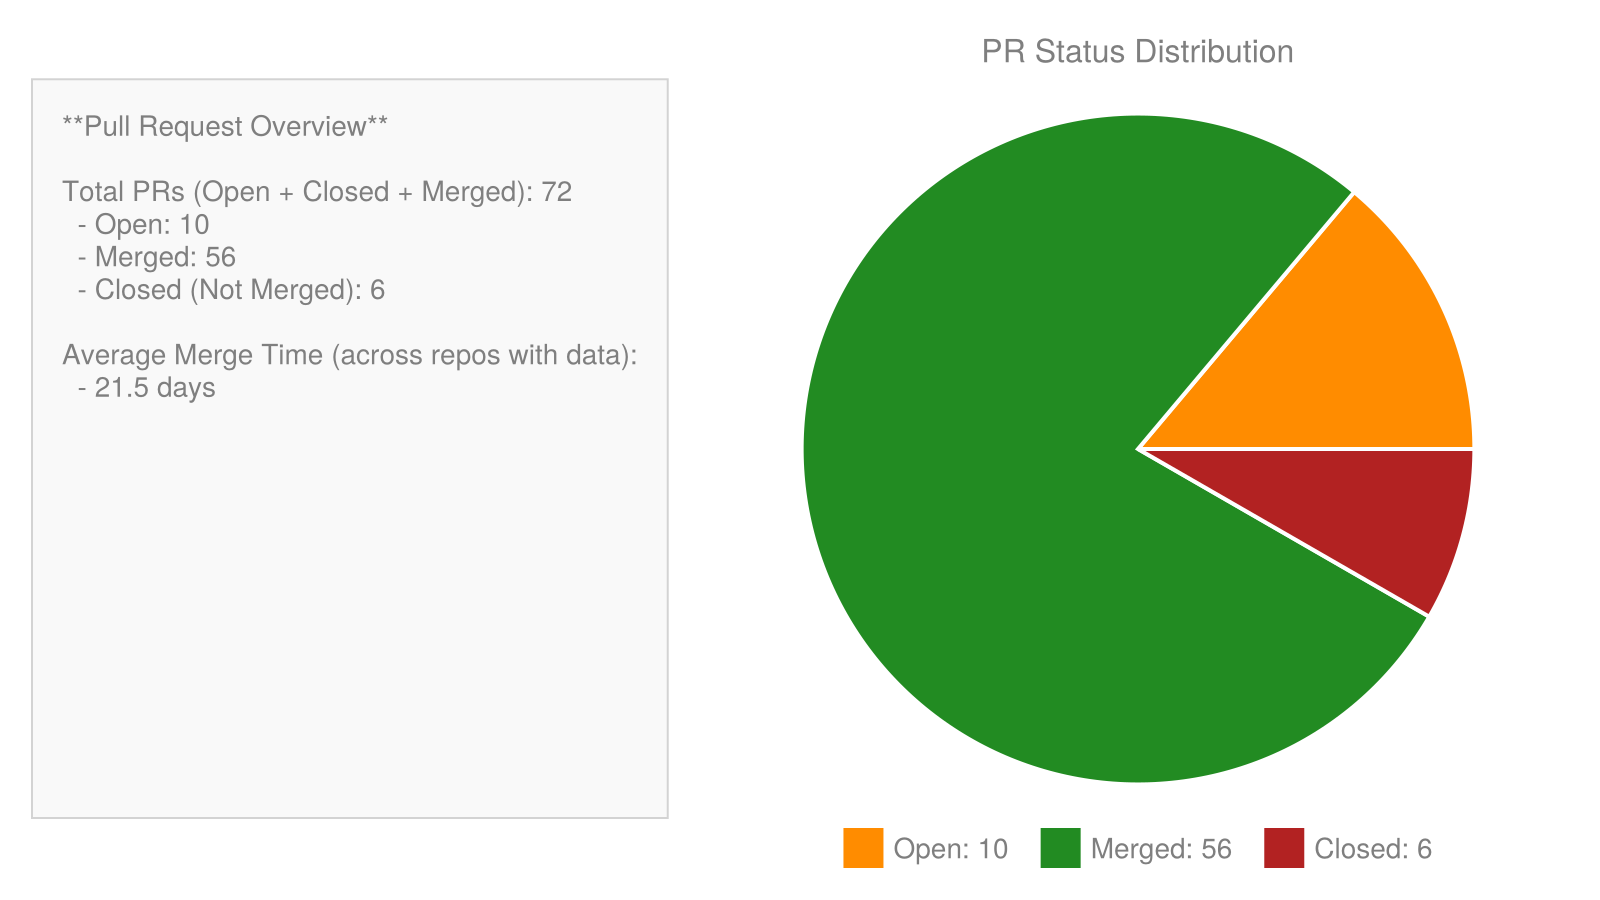 PR Status Distribution
**Pull Request Overview**
Total PRs (Open + Closed + Merged): 72
- Open: 10
- Merged: 56
- Closed (Not Merged): 6
Average Merge Time (across repos with data):
- 21.5 days
Open: 10
Merged: 56
Closed: 6